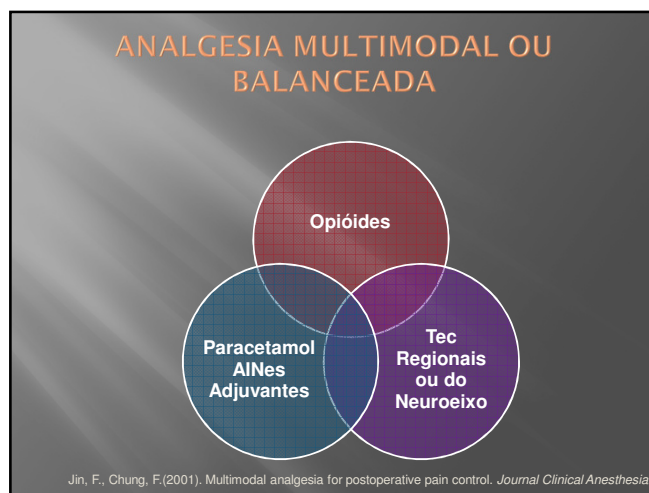 ANALGESIA MULTIMODAL OU
BALANCEADA
Opióides
Paracetamol
AINes
Adjuvantes
Tec
Regionais
ou do
Neuroeixo
Jin, F., Chung, F.(2001). Multimodal analgesia for postoperative pain control. Journal Clinical Anesthesia